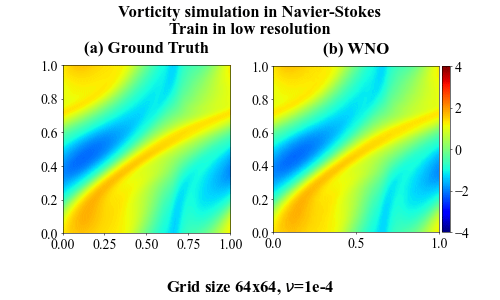 Vorticity simulation in Navier-Stokes
Train in low resolution
(a) Ground Truth
(b) WNO
1.0
0.8
0.6
0.4
0.2
0.0
0.00 0.25 0.50 0.75 1.00
1.0
0.8
0.6
0.4
0.2
0.0
0.0 0.5 1.0
4
2
0
−2
−4
Grid size 64x64, ν=1e-4